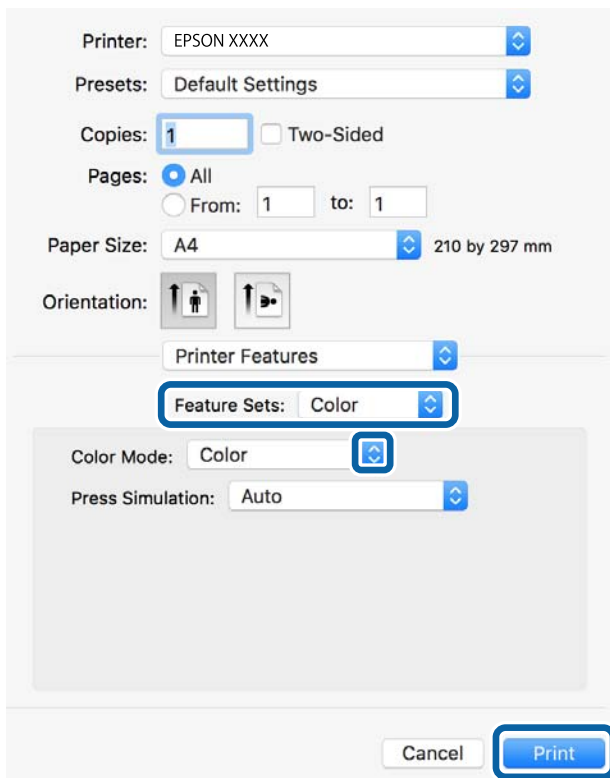 Printer: EPSON XXXX
Presets: Default Settings
Copies: 1 Two-Sided
Pages: All
From: 1 to: 1
Paper Size: A4 210 by 297 mm
Orientation:
Printer Features
Feature Sets: Color
Color Mode: Color
Press Simulation: Auto
Cancel Print